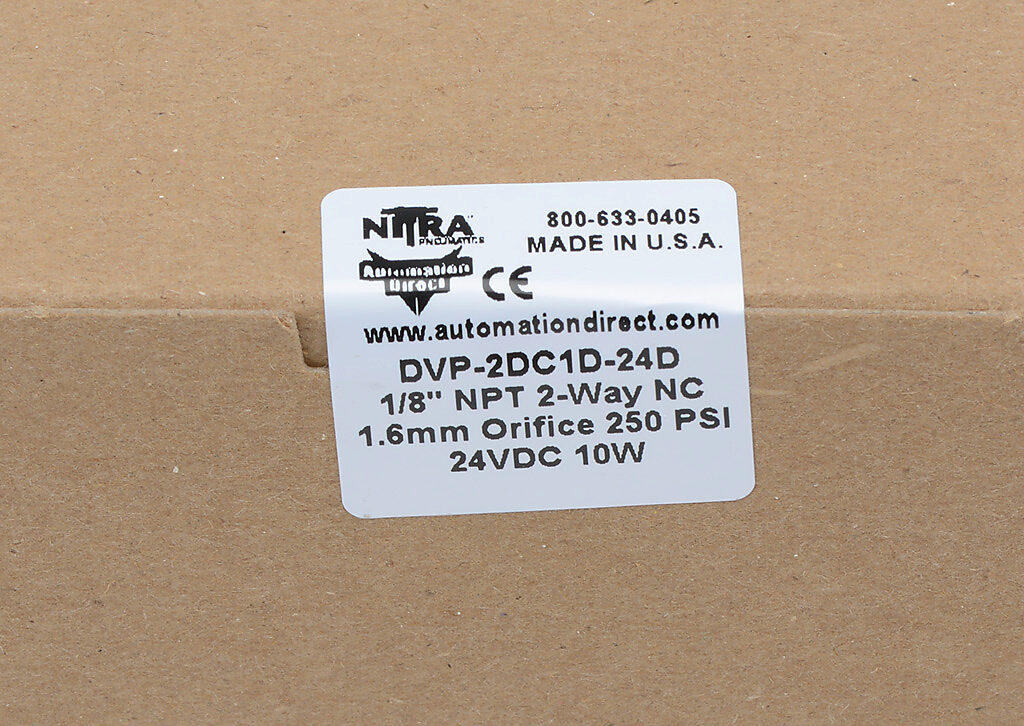 NITRA
PNEUMATICS
800-633-0405
MADE IN U.S.A.
Automation
Direct
CE
www.automationdirect.com
DVP-2DC1D-24D
1/8" NPT 2-Way NC
1.6mm Orifice 250 PSI
24VDC 10W